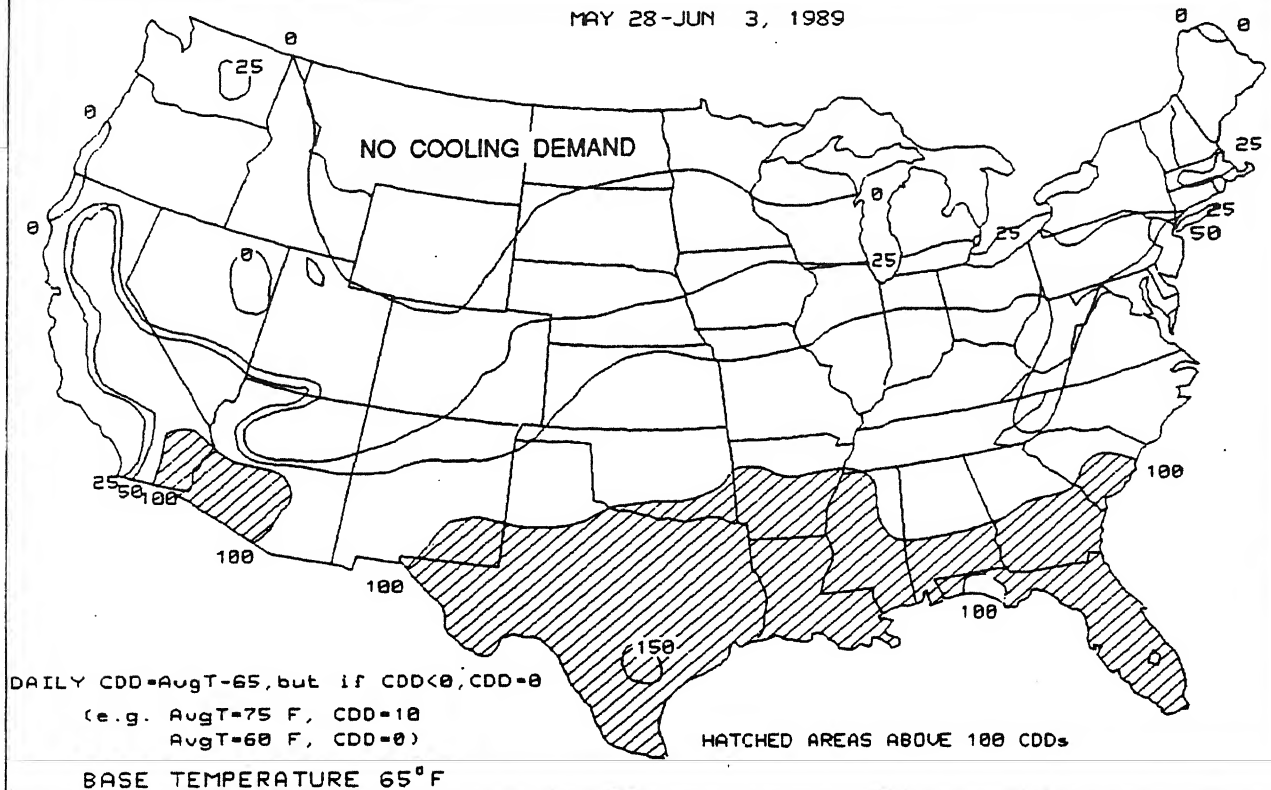 MAY 28-JUN 3, 1989
0
0
0
25
0
NO COOLING DEMAND
25
0
0
25
0
25
50
0
25
25 50 100
100
100
100
100
150
DAILY CDD=AvgT-65, but if CDD<0, CDD=0
(e.g. AvgT=75 F, CDD=10
AvgT=60 F, CDD=0)
HATCHED AREAS ABOVE 100 CDDs
BASE TEMPERATURE 65°F